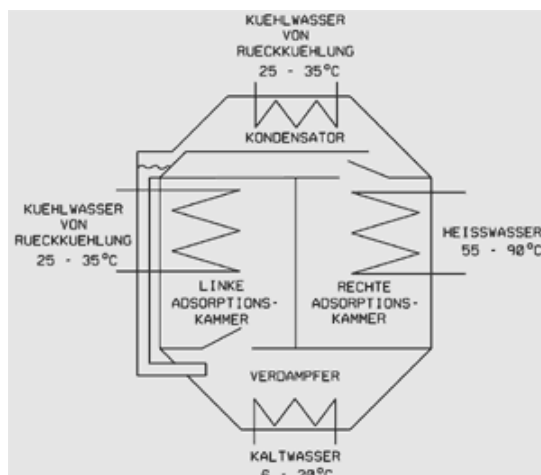 KUEHLWASSER
VON
RUECKKUEHLUNG
25 - 35°C
KONDENSATOR
KUEHLWASSER
VON
RUECKKUEHLUNG
25 - 35°C
HEISSWASSER
55 - 90°C
LINKE
ADSORPTIONS-
KAMMER
RECHTE
ADSORPTIONS-
KAMMER
VERDAMPFER
KALTWASSER